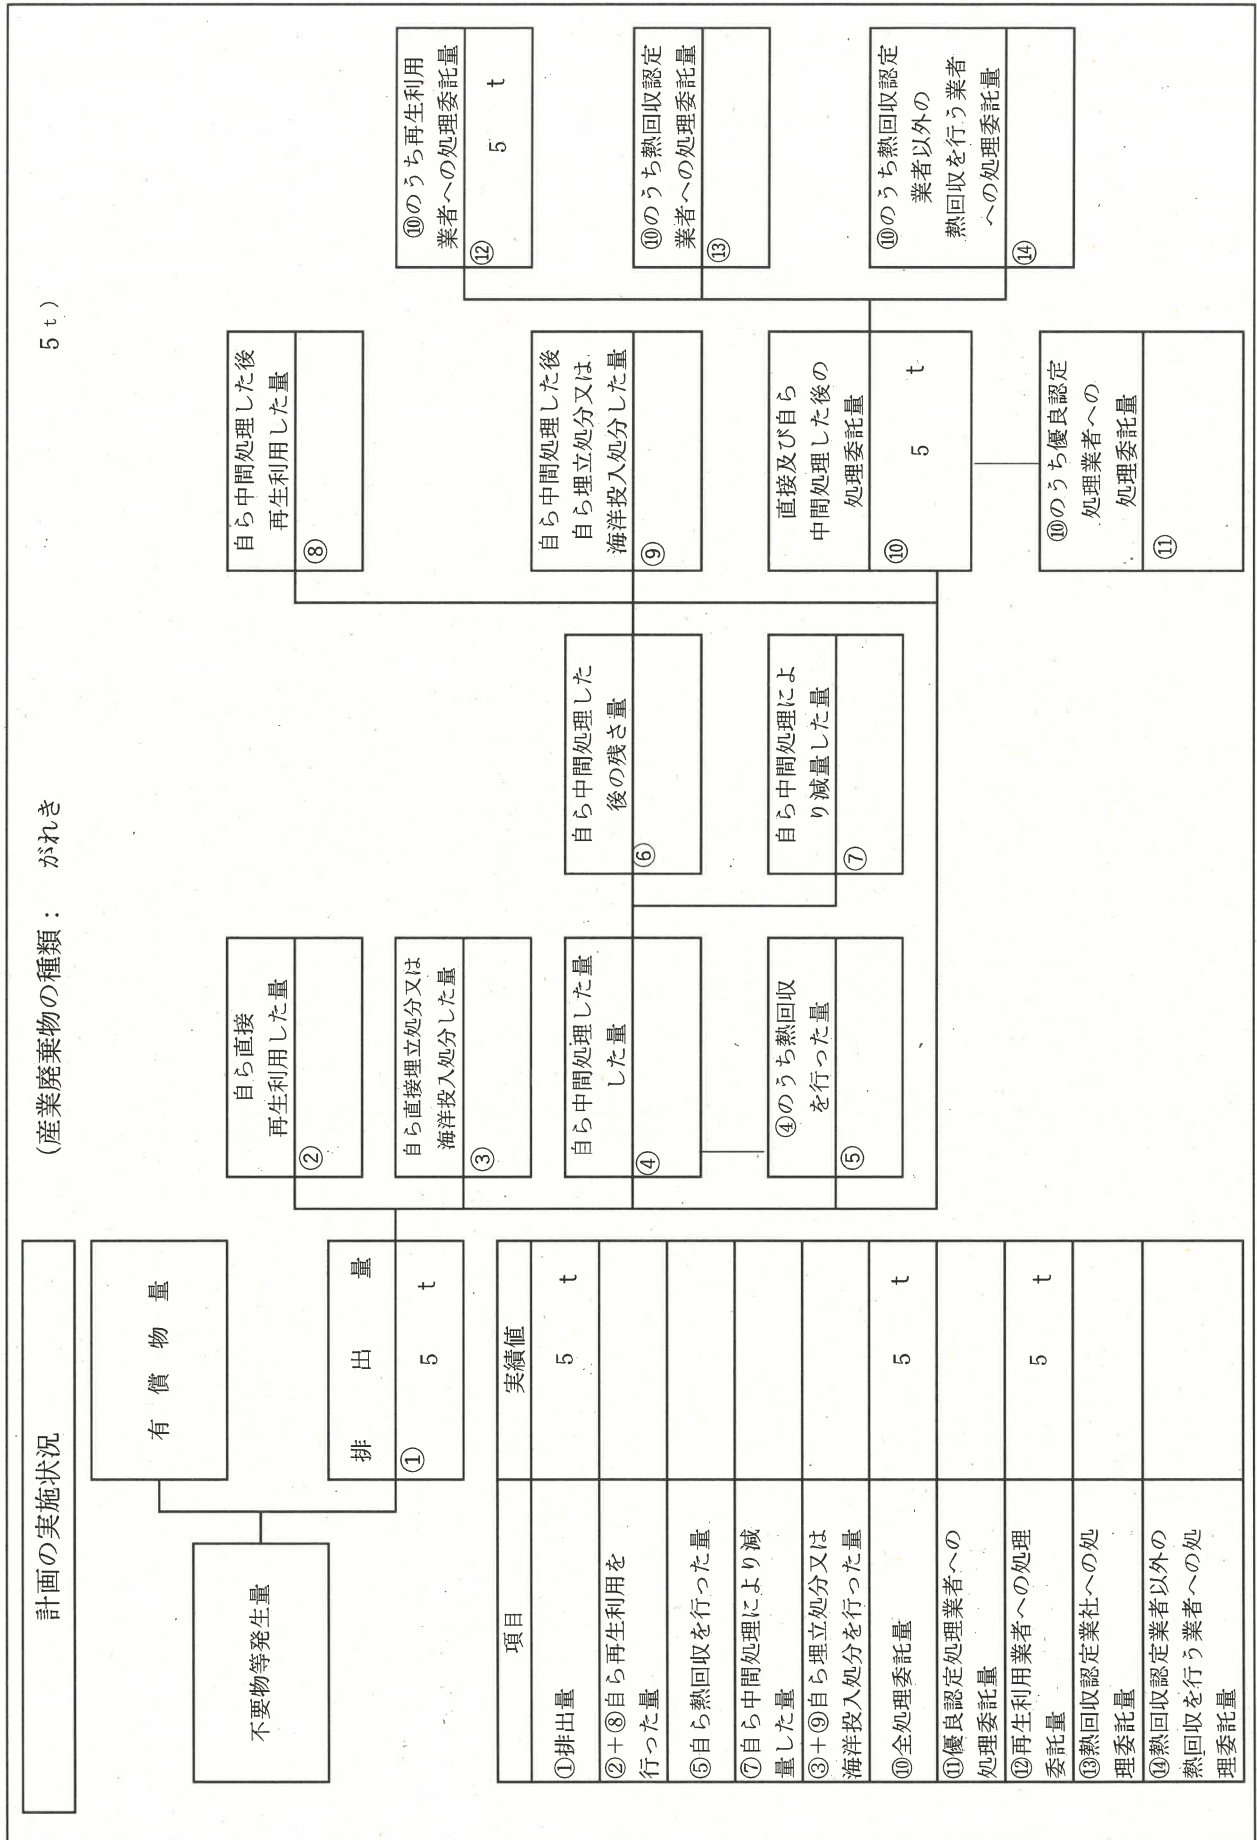 計画の実施状況
(産業廃棄物の種類： がれき 5 t )
不要物等発生量
有償物量
排出量
① 5 t
自ら直接
再生利用した量
②
自ら直接埋立処分又は
海洋投入処分した量
③
自ら中間処理した量
した量
④
④のうち熱回収
を行った量
⑤
自ら中間処理した
後の残さ量
⑥
自ら中間処理によ
り減量した量
⑦
自ら中間処理した後
再生利用した量
⑧
自ら中間処理した後
自ら埋立処分又は
海洋投入処分した量
⑨
直接及び自ら
中間処理した後の
処理委託量
⑩ 5 t
⑩のうち優良認定
処理業者への
処理委託量
⑪
⑩のうち再生利用
業者への処理委託量
⑫ 5 t
⑩のうち熱回収認定
業者への処理委託量
⑬
⑩のうち熱回収認定
業者以外の
熱回収を行う業者
への処理委託量
⑭
項目 実績値
①排出量 5 t
②＋⑧自ら再生利用を
行った量
⑤自ら熱回収を行った量
⑦自ら中間処理により減
量した量
③＋⑨自ら埋立処分又は
海洋投入処分を行った量
⑩全処理委託量 5 t
⑪優良認定処理業者への
処理委託量
⑫再生利用業者への処理
委託量 5 t
⑬熱回収認定業社への処
理委託量
⑭熱回収認定業者以外の
熱回収を行う業者への処
理委託量